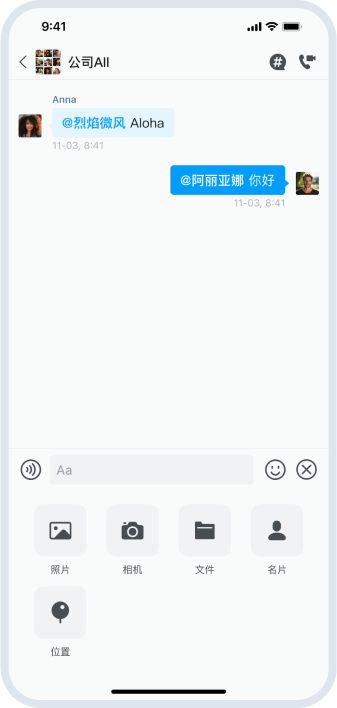 9:41
公司All
Anna
@烈焰微风 Aloha
11-03, 8:41
@阿丽亚娜 你好
11-03, 8:41
Aa
照片
相机
文件
名片
位置